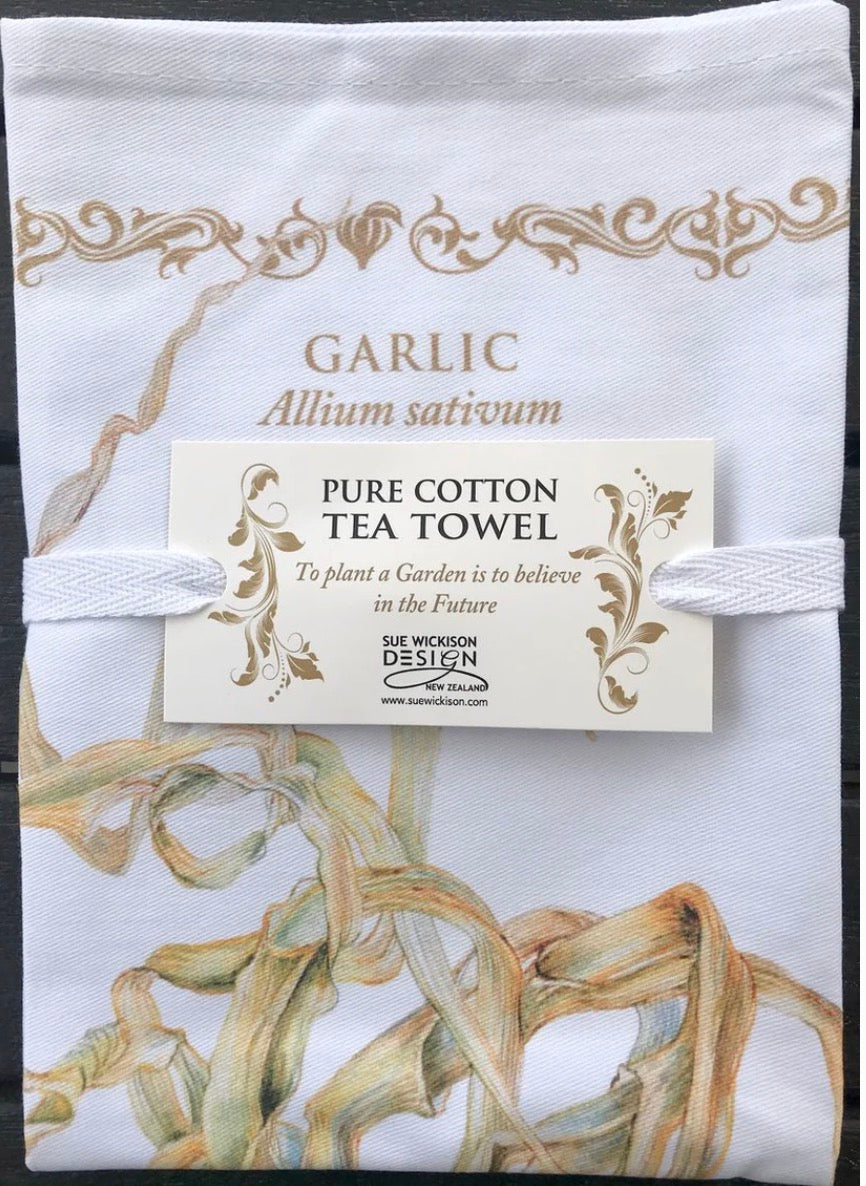 GARLIC
Allium sativum
PURE COTTON
TEA TOWEL
To plant a Garden is to believe
in the Future
SUE WICKISON
DESIGN
NEW ZEALAND
www.suewickison.com